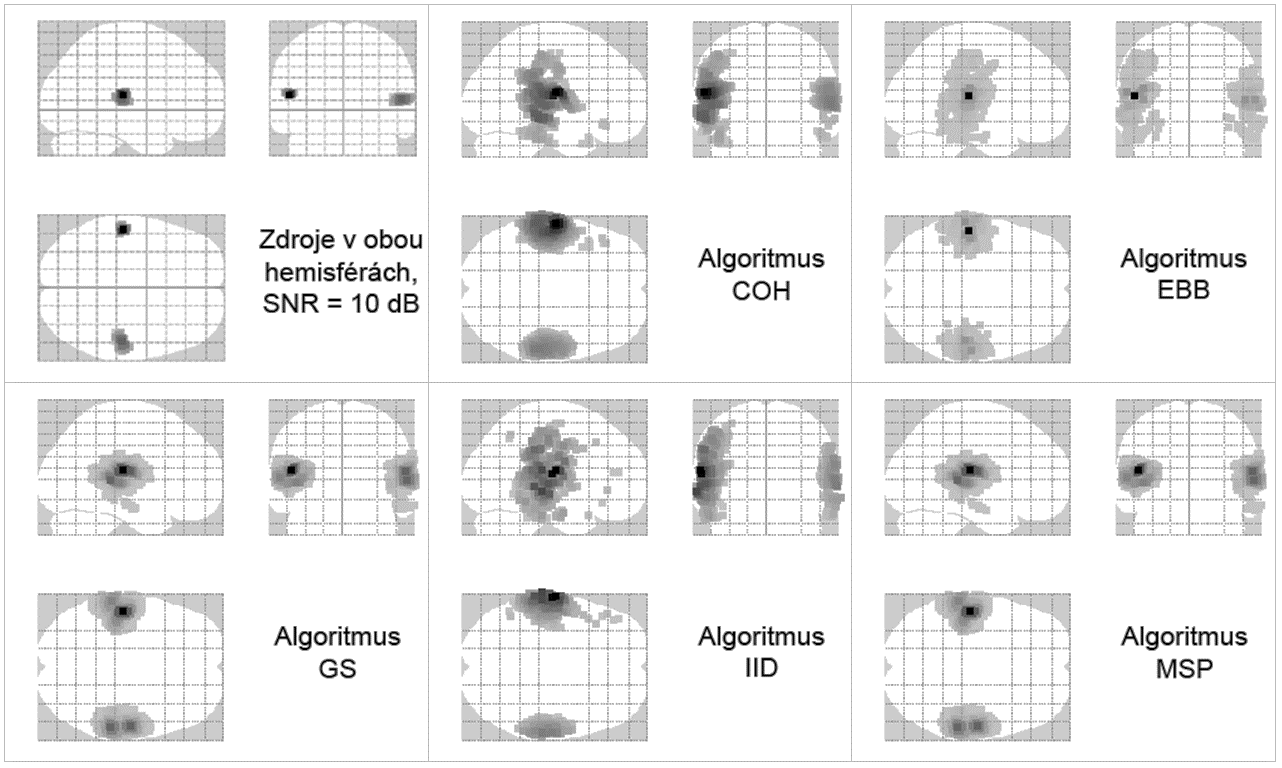 Zdroje v obou
hemisférách,
SNR = 10 dB
Algoritmus
COH
Algoritmus
EBB
Algoritmus
GS
Algoritmus
IID
Algoritmus
MSP